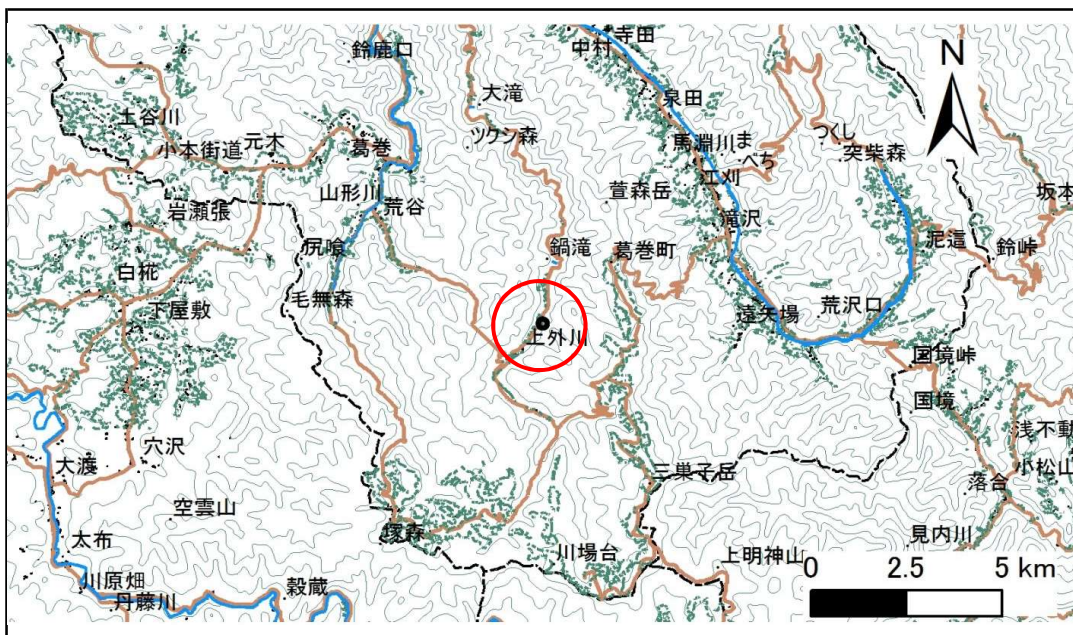 鈴鹿口
中村
寺田
N
大滝
泉田
土谷川
ツクシ森
馬淵川
ま
べち
つくし
突柴森
小本街道
元木
葛巻
江刈
坂本
山形川
荒谷
萱森岳
岩瀬張
滝沢
泥這
鈴峠
尻喰
鍋滝
葛巻町
白椛
毛無森
下屋敷
上外川
遠矢場
荒沢口
国境峠
国境
穴沢
浅不動
大渡
三巣子岳
小松山
落合
空雲山
塚森
見内川
太布
川場台
上明神山
0 2.5 5 km
川原畑
穀蔵
丹藤川